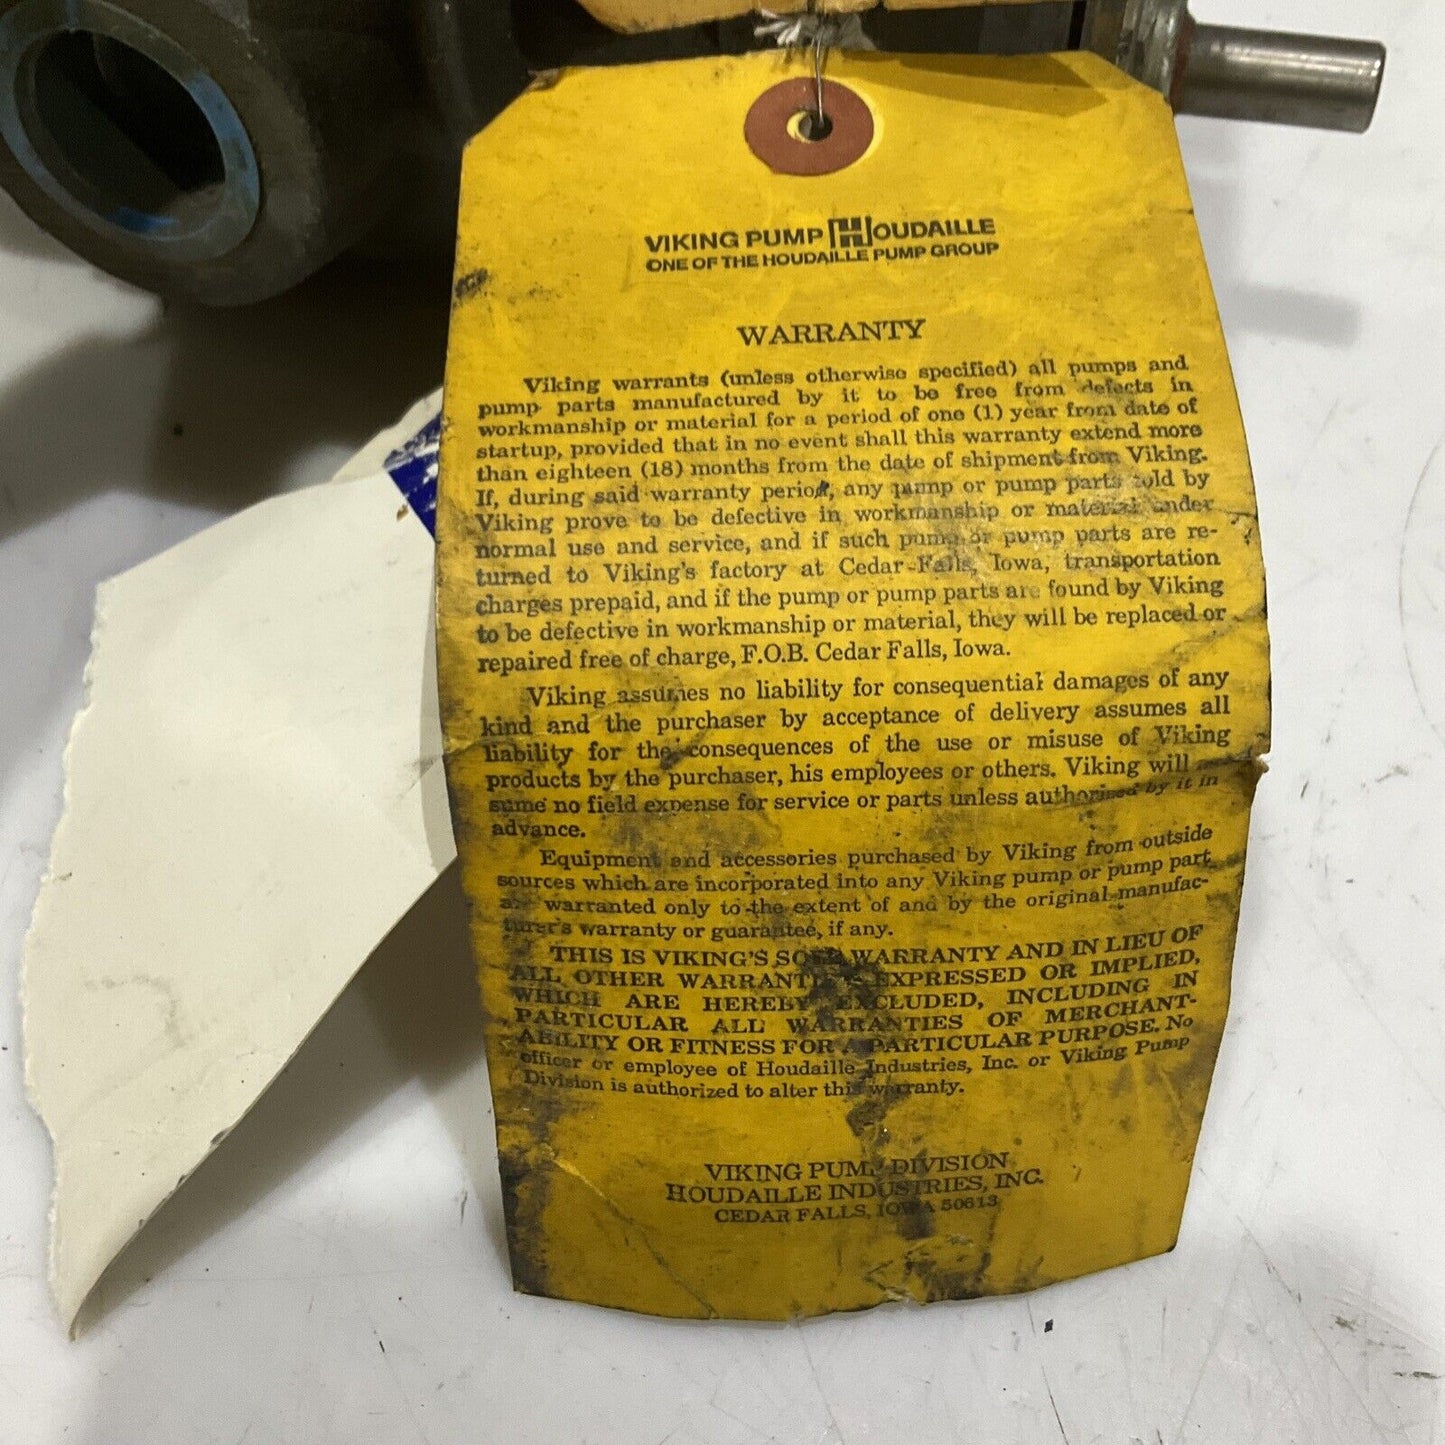 VIKING PUMP HOUDAILLE
ONE OF THE HOUDAILLE PUMP GROUP
WARRANTY
Viking warrants (unless otherwise specified) all pumps and
pump parts manufactured by it to be free from defects in
workmanship or material for a period of one (1) year from date of
startup, provided that in no event shall this warranty extend more
than eighteen (18) months from the date of shipment from Viking.
If, during said warranty period, any pump or pump parts sold by
Viking prove to be defective in workmanship or material under
normal use and service, and if such pump or pump parts are re-
turned to Viking's factory at Cedar Falls, Iowa, transportation
charges prepaid, and if the pump or pump parts are found by Viking
to be defective in workmanship or material, they will be replaced or
repaired free of charge, F.O.B. Cedar Falls, Iowa.
Viking assumes no liability for consequential damages of any
kind and the purchaser by acceptance of delivery assumes all
liability for the consequences of the use or misuse of Viking
products by the purchaser, his employees or others. Viking will as-
sume no field expense for service or parts unless authorized by it in
advance.
Equipment and accessories purchased by Viking from outside
sources which are incorporated into any Viking pump or pump part
are warranted only to the extent of and by the original manufac-
turer's warranty or guarantee, if any.
THIS IS VIKING'S SOLE WARRANTY AND IN LIEU OF
ALL OTHER WARRANTIES EXPRESSED OR IMPLIED,
WHICH ARE HEREBY EXCLUDED, INCLUDING IN
PARTICULAR ALL WARRANTIES OF MERCHANT-
ABILITY OR FITNESS FOR A PARTICULAR PURPOSE. No
officer or employee of Houdaille Industries, Inc. or Viking Pump
Division is authorized to alter this warranty.
VIKING PUMP DIVISION
HOUDAILLE INDUSTRIES, INC.
CEDAR FALLS, IOWA 50613